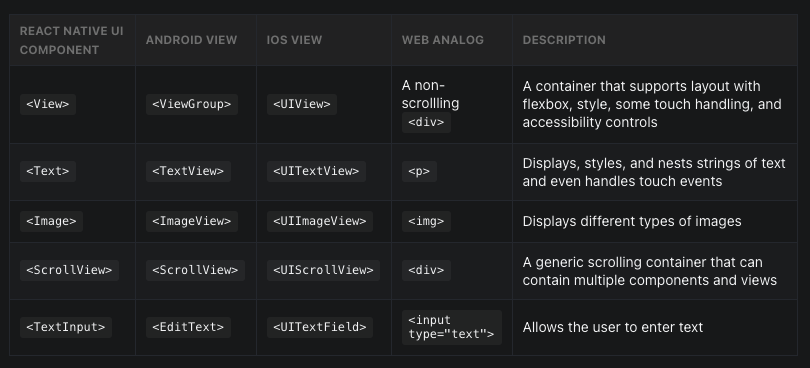 REACT NATIVE UI
COMPONENT
ANDROID VIEW
IOS VIEW
WEB ANALOG
DESCRIPTION
<View>
<ViewGroup>
<UIView>
A non-
scrollling
<div>
A container that supports layout with
flexbox, style, some touch handling, and
accessibility controls
<Text>
<TextView>
<UITextView>
<p>
Displays, styles, and nests strings of text
and even handles touch events
<Image>
<ImageView>
<UIImageView>
<img>
Displays different types of images
<ScrollView>
<ScrollView>
<UIScrollView>
<div>
A generic scrolling container that can
contain multiple components and views
<TextInput>
<EditText>
<UITextField>
<input
type="text">
Allows the user to enter text